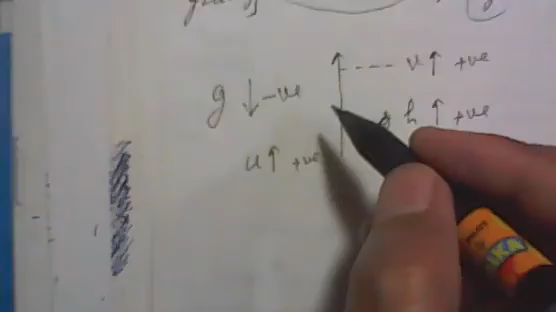 v ↑ +ve
g ↓ -ve
h ↑ +ve
u ↑ +ve